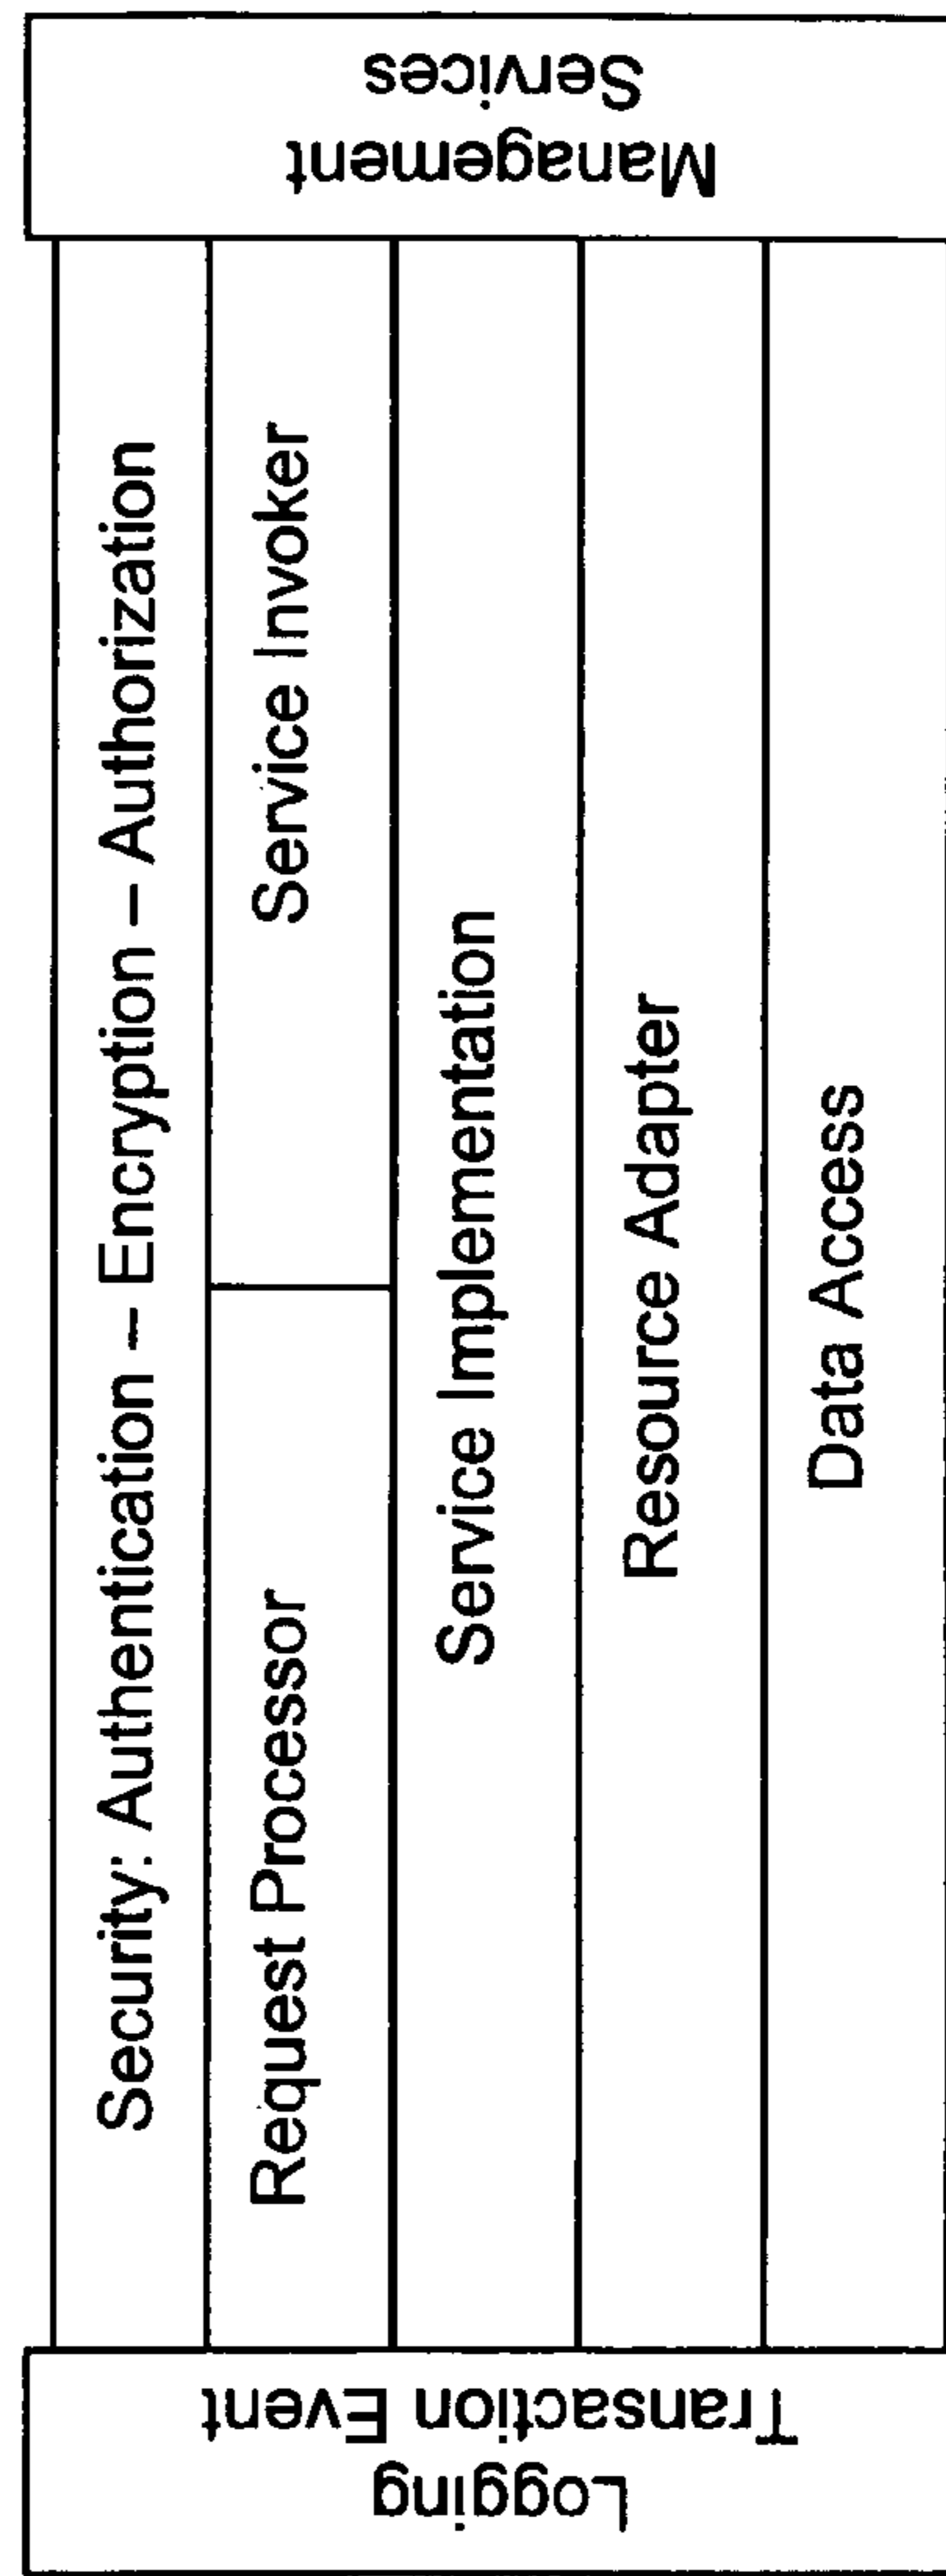 Logging
Transaction Event
Security: Authentication – Encryption – Authorization
Request Processor
Service Invoker
Service Implementation
Resource Adapter
Data Access
Management
Services